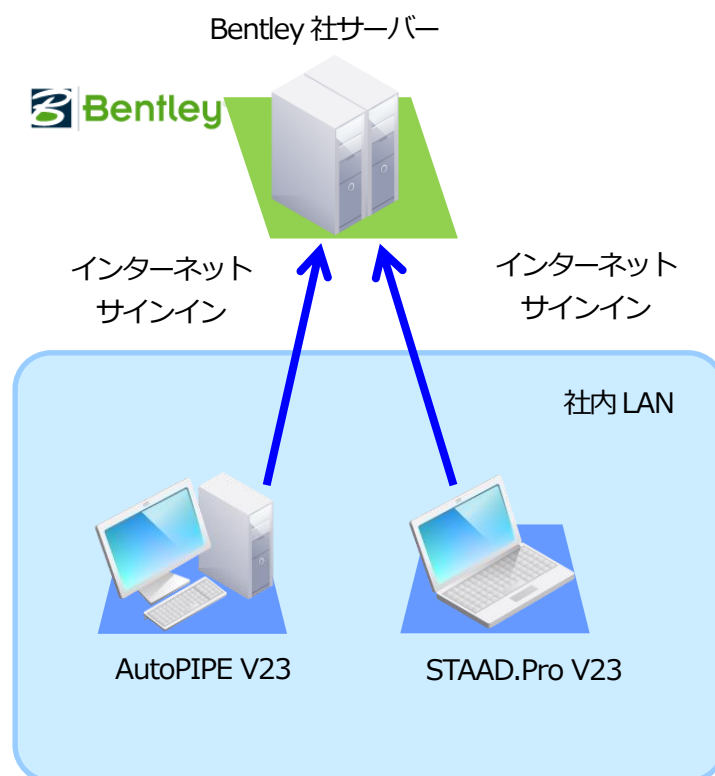 Bentley 社サーバー
Bentley
インターネット
サインイン
インターネット
サインイン
社内 LAN
AutoPIPE V23
STAAD.Pro V23